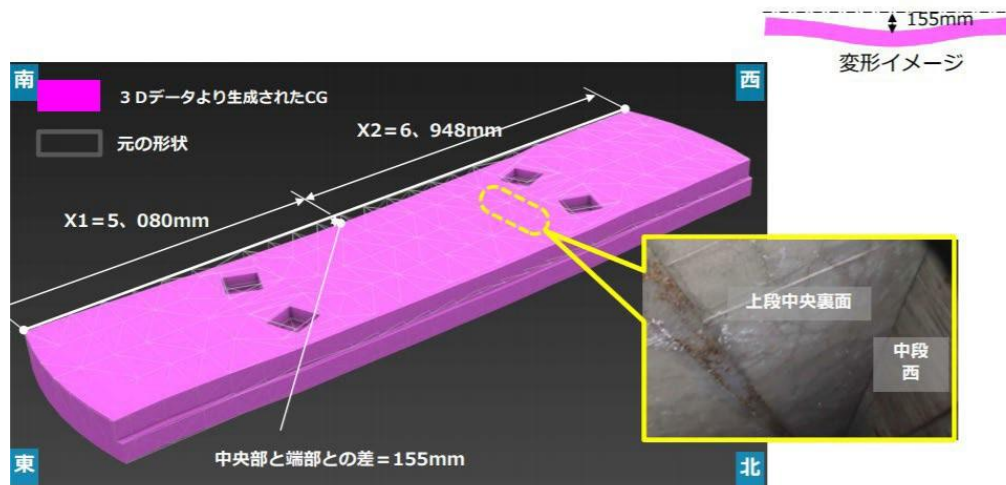 155mm
変形イメージ
南
西
3Dデータより生成されたCG
元の形状
X2=6、948mm
X1=5、080mm
上段中央裏面
中段
西
中央部と端部との差=155mm
東
北